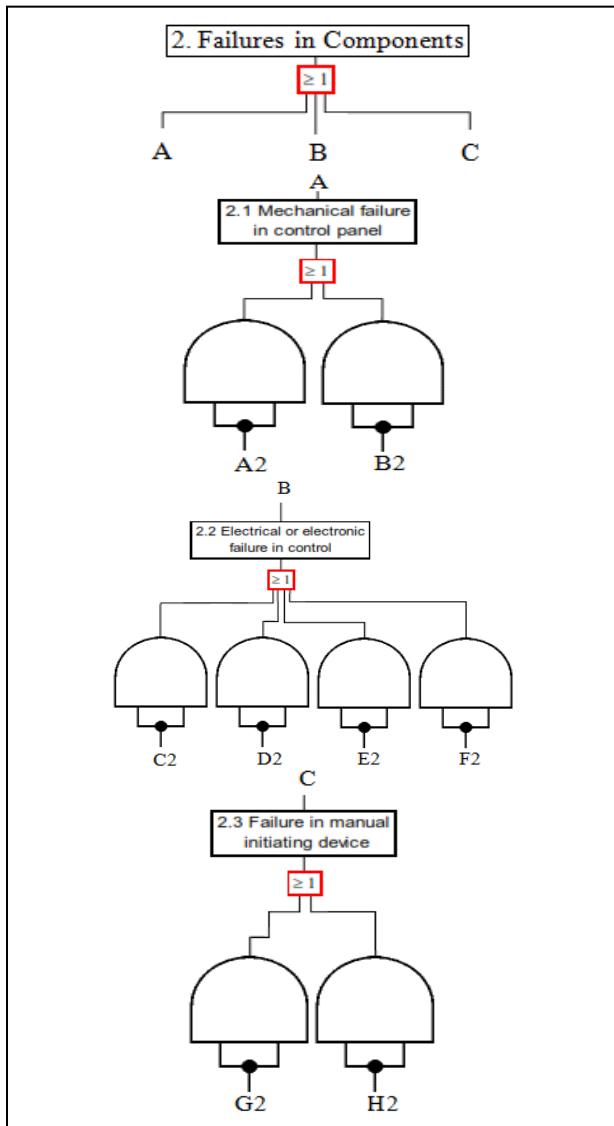 2. Failures in Components
≥ 1
A B C
A
2.1 Mechanical failure
in control panel
≥ 1
A2 B2
B
2.2 Electrical or electronic
failure in control
≥ 1
C2 D2 E2 F2
C
2.3 Failure in manual
initiating device
≥ 1
G2 H2